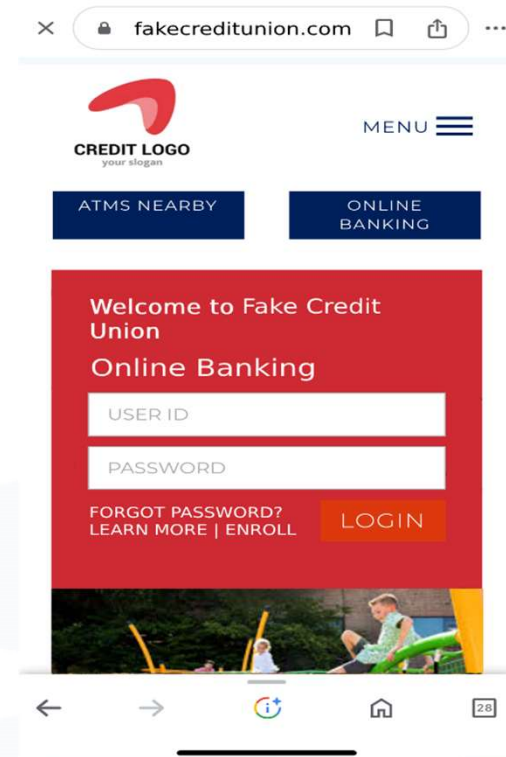 fakecreditunion.com
CREDIT LOGO
your slogan
MENU
ATMS NEARBY
ONLINE
BANKING
Welcome to Fake Credit
Union
Online Banking
USER ID
PASSWORD
FORGOT PASSWORD?
LEARN MORE | ENROLL
LOGIN
28